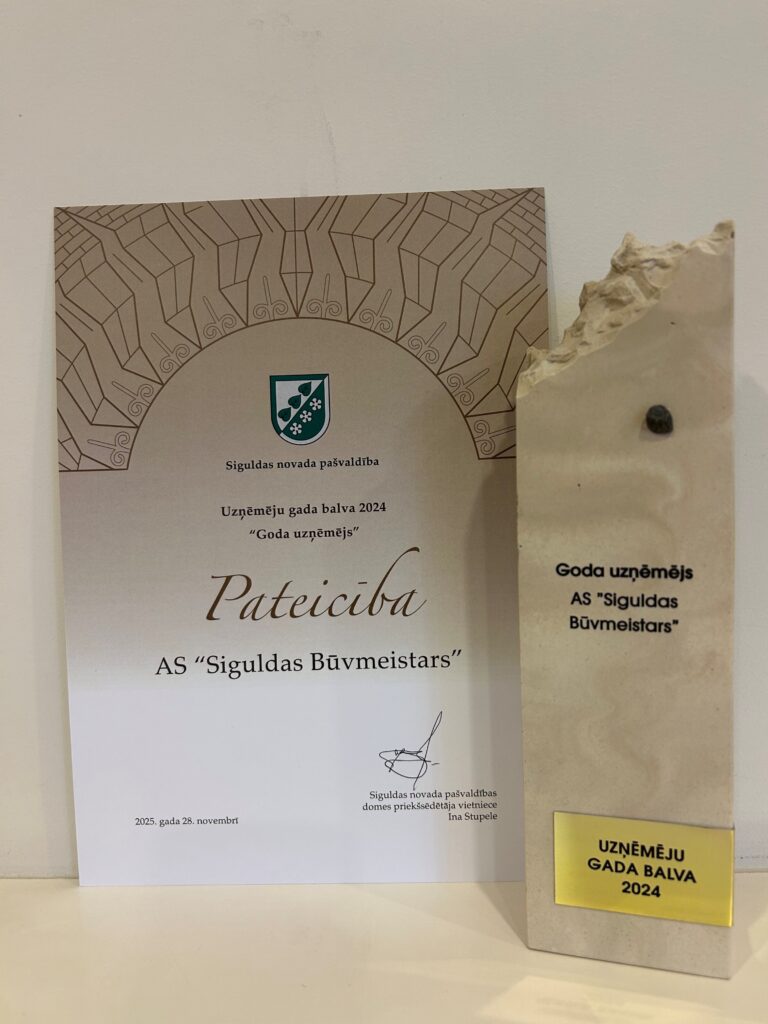 Siguldas novada pašvaldība
Uzņēmēju gada balva 2024
“Goda uzņēmējs”
Pateicība
AS “Siguldas Būvmeistars”
Siguldas novada pašvaldības
domes priekšsēdētāja vietniece
Ina Stupele
2025. gada 28. novembrī
Goda uzņēmējs
AS "Siguldas
Būvmeistars"
UZŅĒMĒJU
GADA BALVA
2024